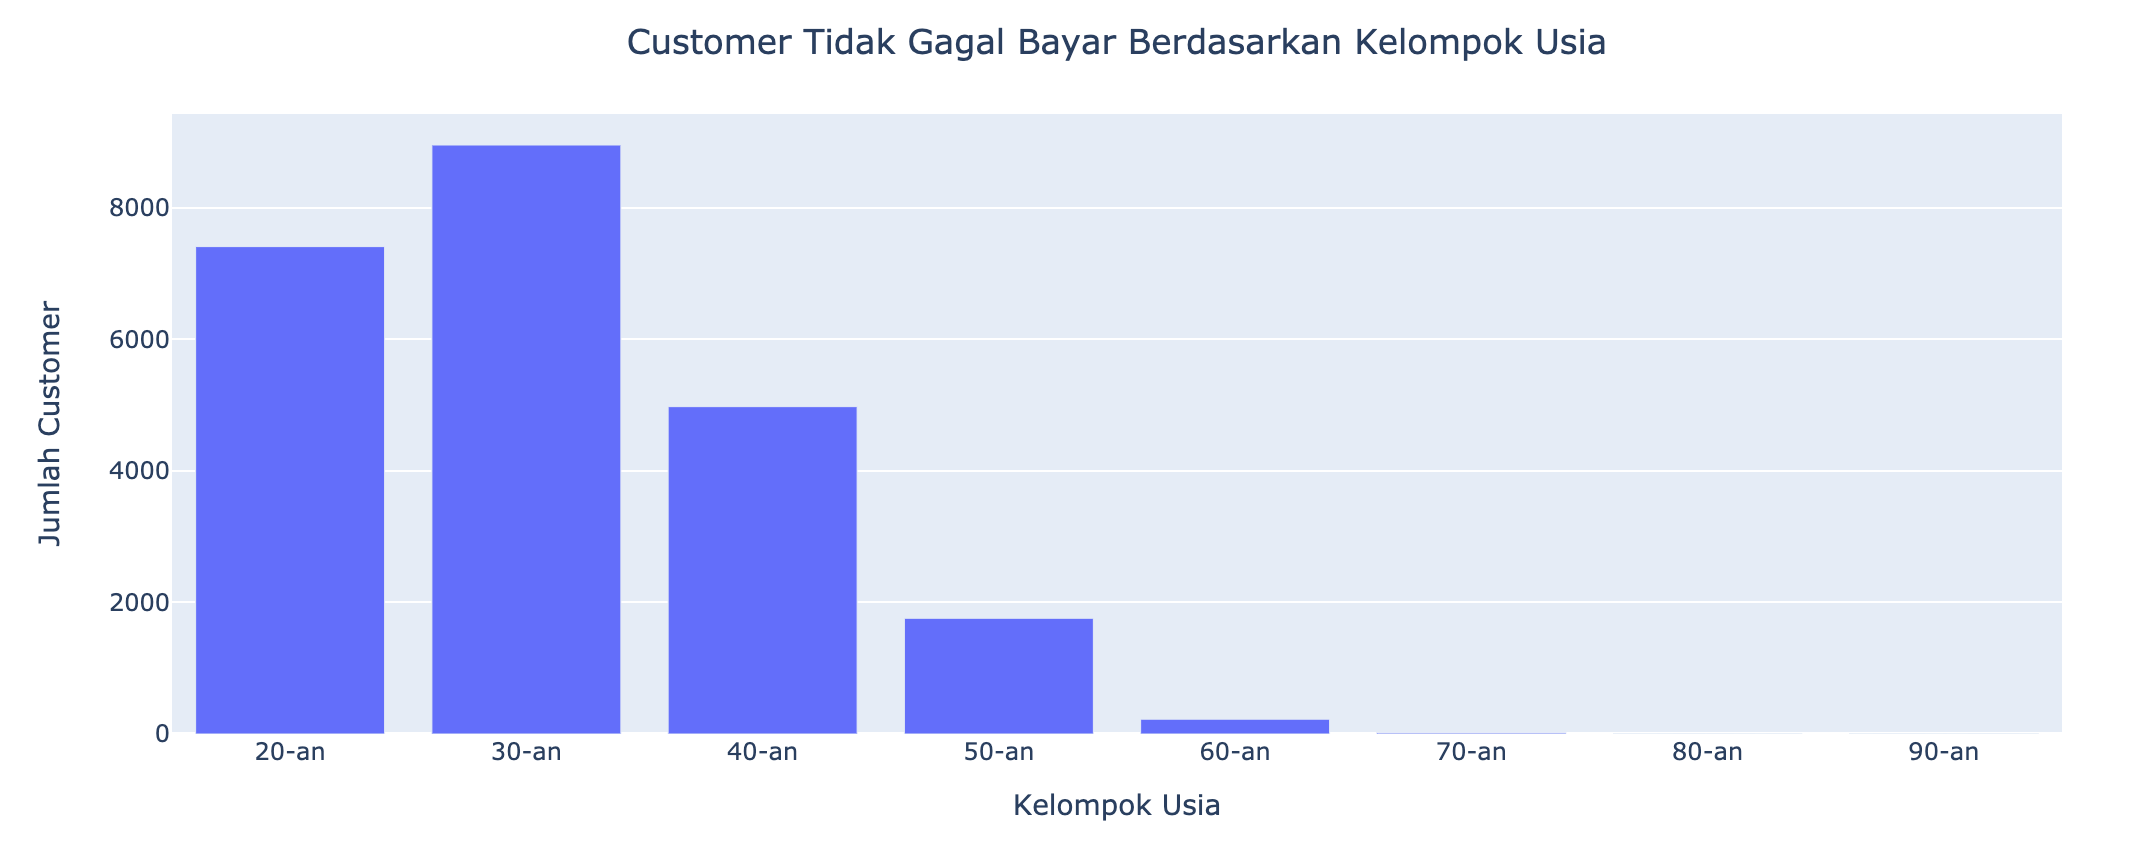 Customer Tidak Gagal Bayar Berdasarkan Kelompok Usia
Jumlah Customer
8000
6000
4000
2000
0
20-an
30-an
40-an
50-an
60-an
70-an
80-an
90-an
Kelompok Usia